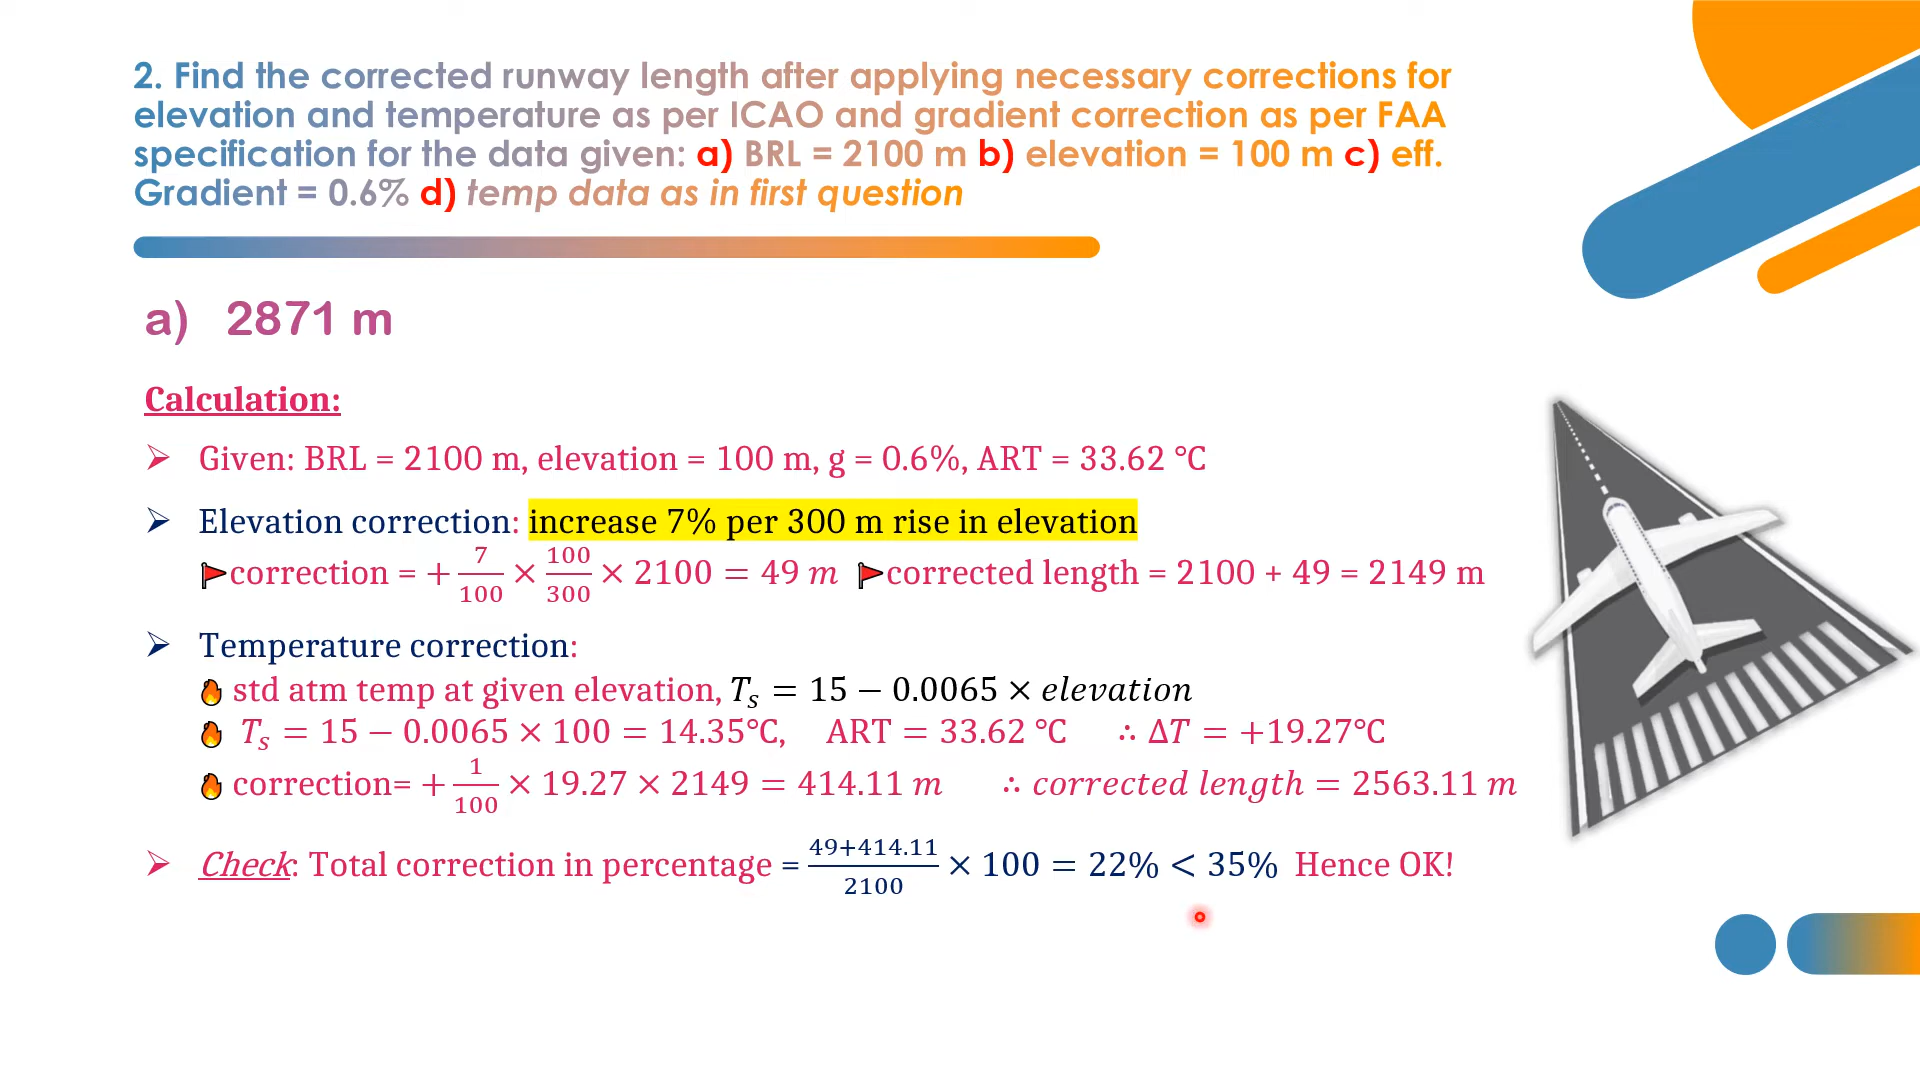 2. Find the corrected runway length after applying necessary corrections for
elevation and temperature as per ICAO and gradient correction as per FAA
specification for the data given: a) BRL = 2100 m b) elevation = 100 m c) eff.
Gradient = 0.6% d) temp data as in first question
a) 2871 m
Calculation:
➢ Given: BRL = 2100 m, elevation = 100 m, g = 0.6%, ART = 33.62 °C
➢ Elevation correction: increase 7% per 300 m rise in elevation
🚩correction = + 7/100 × 100/300 × 2100 = 49 m 🚩corrected length = 2100 + 49 = 2149 m
➢ Temperature correction:
🔥 std atm temp at given elevation, Tₛ = 15 − 0.0065 × elevation
🔥 Tₛ = 15 − 0.0065 × 100 = 14.35°C, ART = 33.62 °C ∴ ΔT = +19.27°C
🔥 correction= + 1/100 × 19.27 × 2149 = 414.11 m ∴ corrected length = 2563.11 m
➢ Check: Total correction in percentage = 49+414.11/2100 × 100 = 22% < 35% Hence OK!